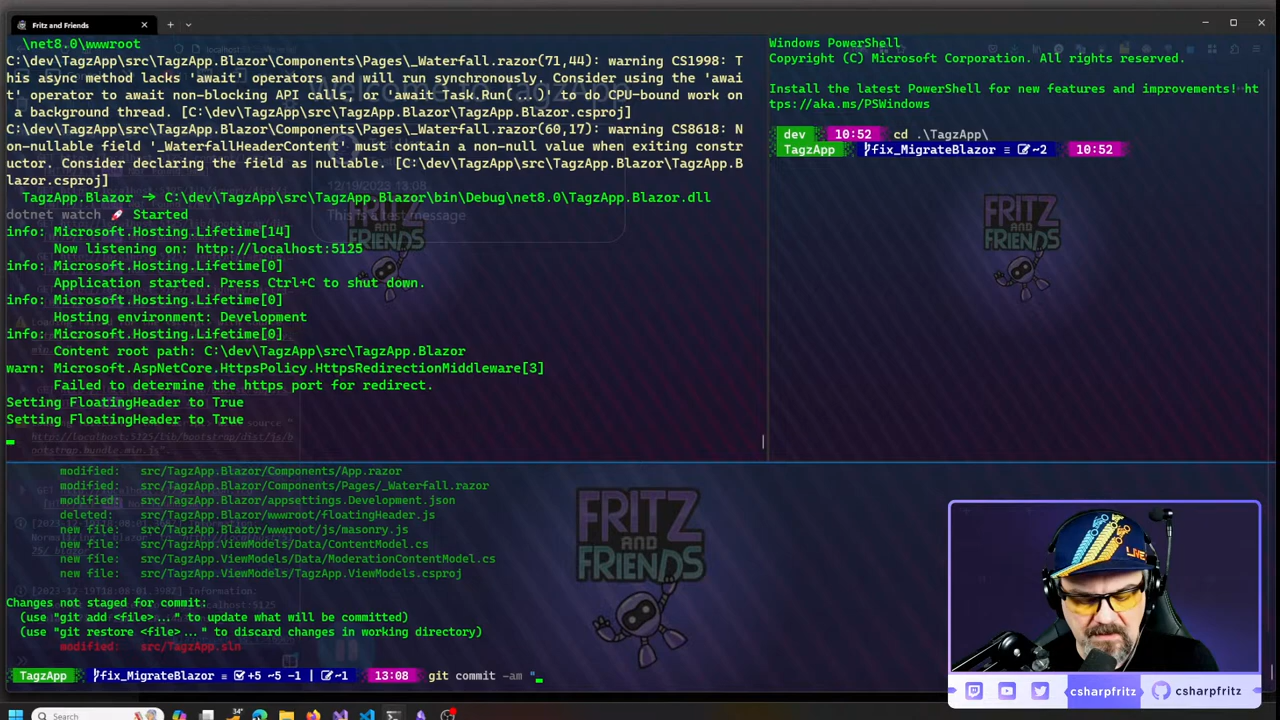 Fritz and Friends
\net8.0\wwwroot
C:\dev\TagzApp\src\TagzApp.Blazor\Components\Pages\_Waterfall.razor(71,44): warning CS1998: T
his async method lacks 'await' operators and will run synchronously. Consider using the 'awai
t' operator to await non-blocking API calls, or 'await Task.Run(...)' to do CPU-bound work on
a background thread. [C:\dev\TagzApp\src\TagzApp.Blazor\TagzApp.Blazor.csproj]
C:\dev\TagzApp\src\TagzApp.Blazor\Components\Pages\_Waterfall.razor(60,17): warning CS8618: N
on-nullable field '_WaterfallHeaderContent' must contain a non-null value when exiting constr
uctor. Consider declaring the field as nullable. [C:\dev\TagzApp\src\TagzApp.Blazor\TagzApp.B
lazor.csproj]
TagzApp.Blazor -> C:\dev\TagzApp\src\TagzApp.Blazor\bin\Debug\net8.0\TagzApp.Blazor.dll
dotnet watch 🚀 Started
info: Microsoft.Hosting.Lifetime[14]
Now listening on: http://localhost:5125
info: Microsoft.Hosting.Lifetime[0]
Application started. Press Ctrl+C to shut down.
info: Microsoft.Hosting.Lifetime[0]
Hosting environment: Development
info: Microsoft.Hosting.Lifetime[0]
Content root path: C:\dev\TagzApp\src\TagzApp.Blazor
warn: Microsoft.AspNetCore.HttpsPolicy.HttpsRedirectionMiddleware[3]
Failed to determine the https port for redirect.
Setting FloatingHeader to True
Setting FloatingHeader to True
Welcome to TagzApp
12/19/2023 13:08
This is a test message
FRITZ
AND
FRIENDS
Windows PowerShell
Copyright (C) Microsoft Corporation. All rights reserved.
Install the latest PowerShell for new features and improvements! ht
tps://aka.ms/PSWindows
dev 10:52 cd .\TagzApp\
TagzApp fix_MigrateBlazor ≡ ~2 10:52
FRITZ
AND
FRIENDS
modified: src/TagzApp.Blazor/Components/App.razor
modified: src/TagzApp.Blazor/Components/Pages/_Waterfall.razor
modified: src/TagzApp.Blazor/appsettings.Development.json
deleted: src/TagzApp.Blazor/wwwroot/floatingHeader.js
new file: src/TagzApp.Blazor/wwwroot/js/masonry.js
new file: src/TagzApp.ViewModels/Data/ContentModel.cs
new file: src/TagzApp.ViewModels/Data/ModerationContentModel.cs
new file: src/TagzApp.ViewModels/TagzApp.ViewModels.csproj
Changes not staged for commit:
(use "git add <file>..." to update what will be committed)
(use "git restore <file>..." to discard changes in working directory)
modified: TagzApp.sln
TagzApp fix_MigrateBlazor ≡ +5 ~5 -1 | ~1 13:08 git commit -am "
FRITZ
AND
FRIENDS
LIVE
csharpfritz csharpfritz
Search
34°